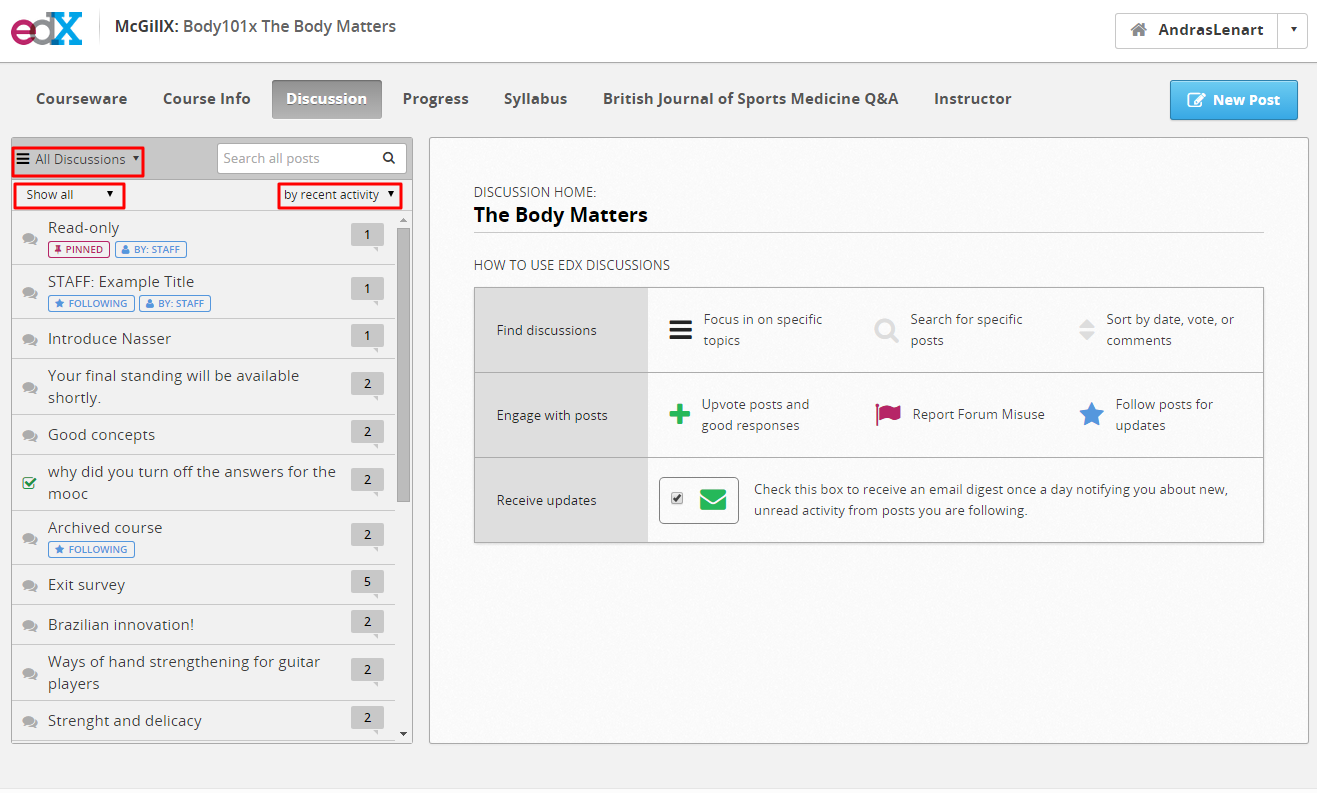 edX
McGillX: Body101x The Body Matters
AndrasLenart
Courseware
Course Info
Discussion
Progress
Syllabus
British Journal of Sports Medicine Q&A
Instructor
New Post
All Discussions
Search all posts
Show all
by recent activity
Read-only
1
PINNED
BY: STAFF
STAFF: Example Title
1
FOLLOWING
BY: STAFF
Introduce Nasser
1
Your final standing will be available
shortly.
2
Good concepts
2
why did you turn off the answers for the
mooc
2
Archived course
2
FOLLOWING
Exit survey
5
Brazilian innovation!
2
Ways of hand strengthening for guitar
players
2
Strenght and delicacy
2
DISCUSSION HOME:
The Body Matters
HOW TO USE EDX DISCUSSIONS
Find discussions
Focus in on specific
topics
Search for specific
posts
Sort by date, vote, or
comments
Engage with posts
Upvote posts and
good responses
Report Forum Misuse
Follow posts for
updates
Receive updates
Check this box to receive an email digest once a day notifying you about new,
unread activity from posts you are following.